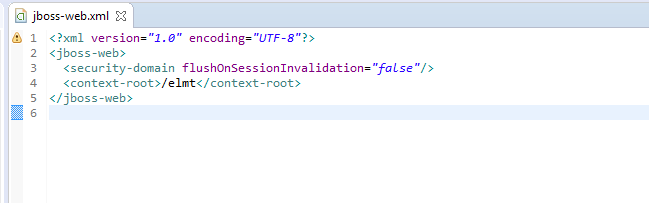 jboss-web.xml
1 <?xml version="1.0" encoding="UTF-8"?>
2 <jboss-web>
3   <security-domain flushOnSessionInvalidation="false"/>
4   <context-root>/elmt</context-root>
5 </jboss-web>
6